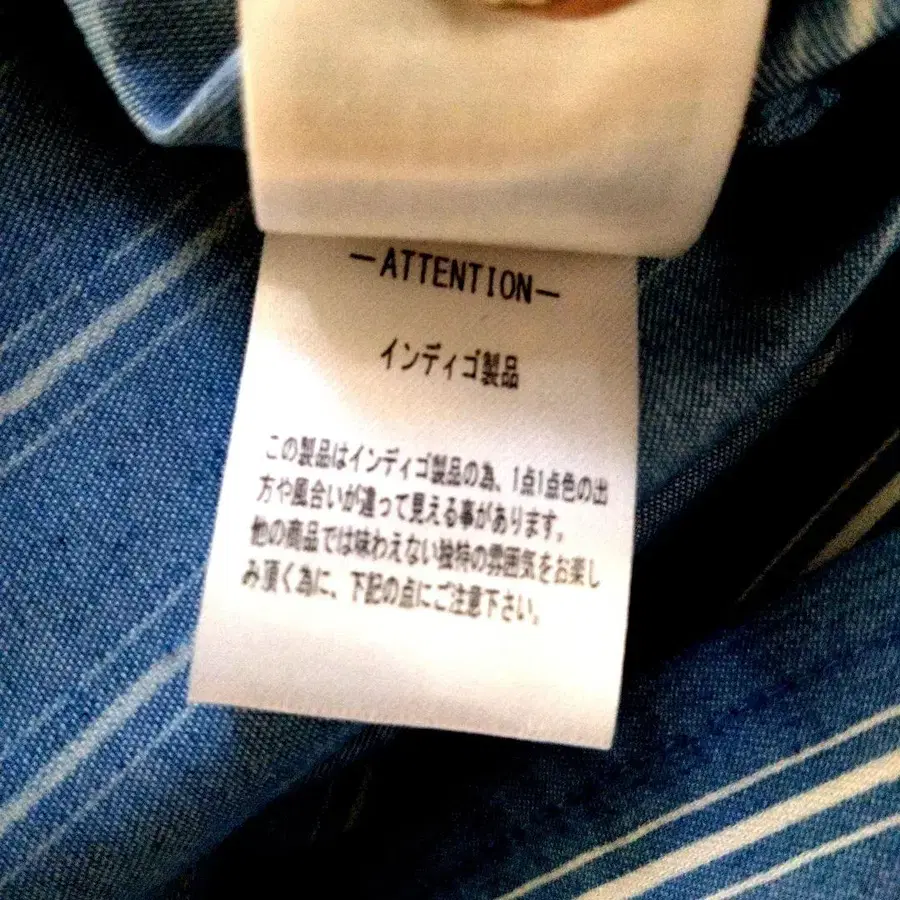 —ATTENTION—
インディゴ製品
この製品はインディゴ製品の為、1点1点色の出
方や風合いが違って見える事があります。
他の商品では味わえない独特の雰囲気をお楽し
み頂く為に、下記の点にご注意下さい。